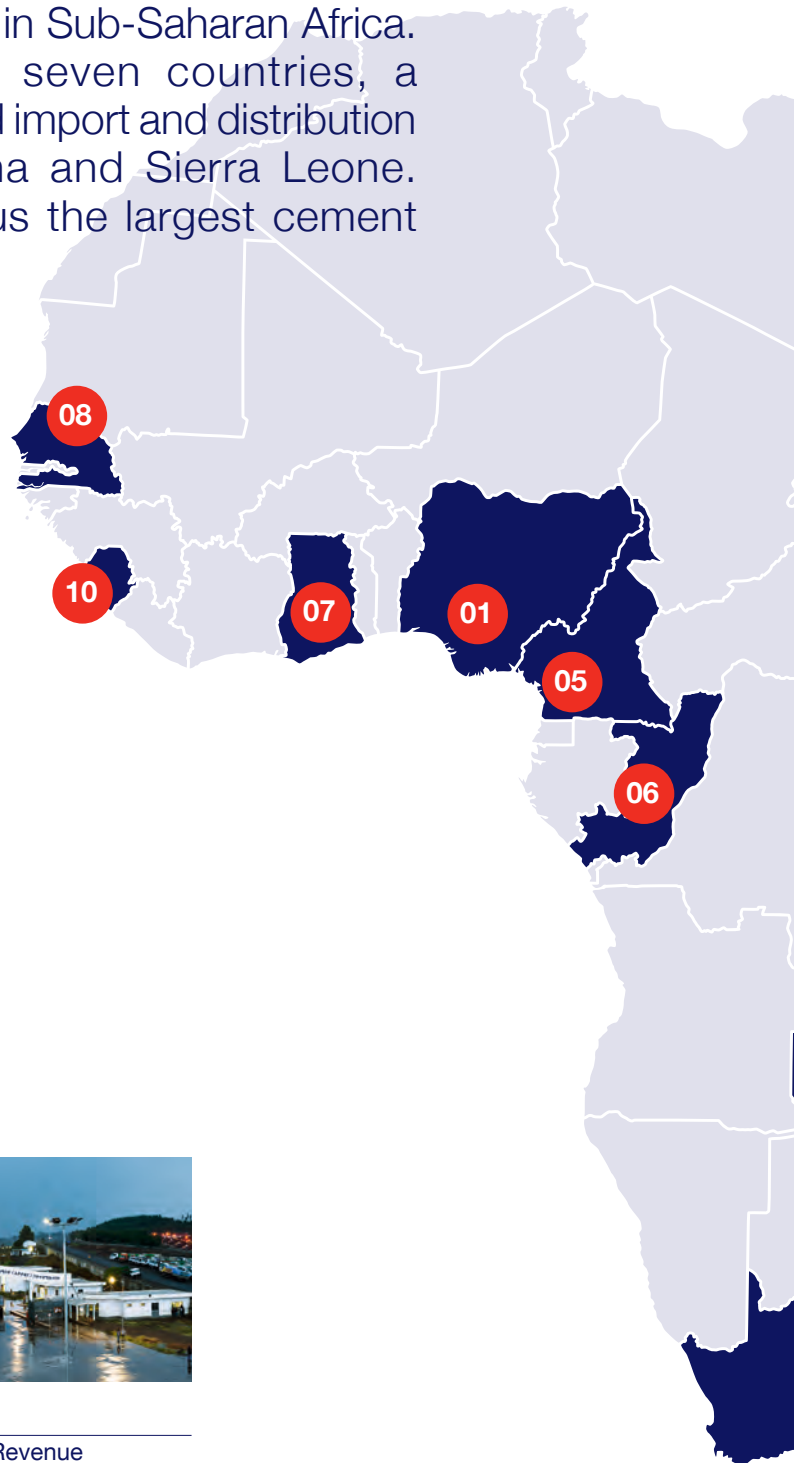 in Sub-Saharan Africa.
seven countries, a
import and distribution
and Sierra Leone.
the largest cement
08
10
07
01
05
06
Revenue